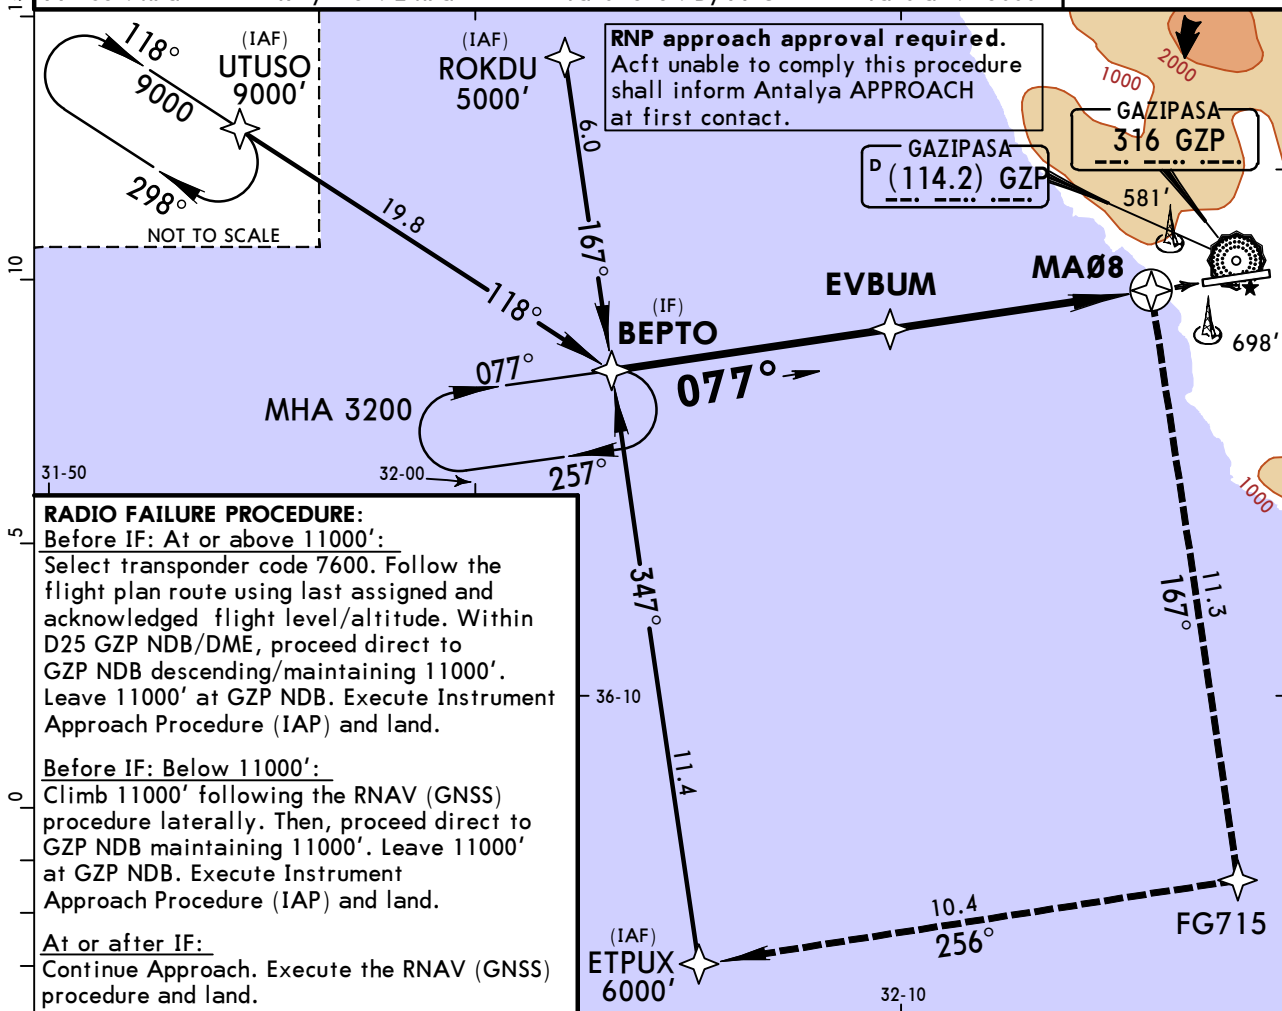 118°
9000
298°
(IAF)
UTUSO
9000'
NOT TO SCALE
(IAF)
ROKDU
5000'
RNP approach approval required.
Acft unable to comply this procedure
shall inform Antalya APPROACH
at first contact.
1000
2000
GAZIPASA
316 GZP
GAZIPASA
D (114.2) GZP
581'
698'
6.0
167°
19.8
118°
10
(IF)
BEPTO
EVBUM
MAØ8
077°
077°
MHA 3200
257°
31-50
32-00
1000
5
RADIO FAILURE PROCEDURE:
Before IF: At or above 11000':
Select transponder code 7600. Follow the
flight plan route using last assigned and
acknowledged flight level/altitude. Within
D25 GZP NDB/DME, proceed direct to
GZP NDB descending/maintaining 11000'.
Leave 11000' at GZP NDB. Execute Instrument
Approach Procedure (IAP) and land.
Before IF: Below 11000':
Climb 11000' following the RNAV (GNSS)
procedure laterally. Then, proceed direct to
GZP NDB maintaining 11000'. Leave 11000'
at GZP NDB. Execute Instrument
Approach Procedure (IAP) and land.
At or after IF:
Continue Approach. Execute the RNAV (GNSS)
procedure and land.
0
347°
11.4
36-10
11.3
167°
10.4
256°
FG715
(IAF)
ETPUX
6000'
32-10